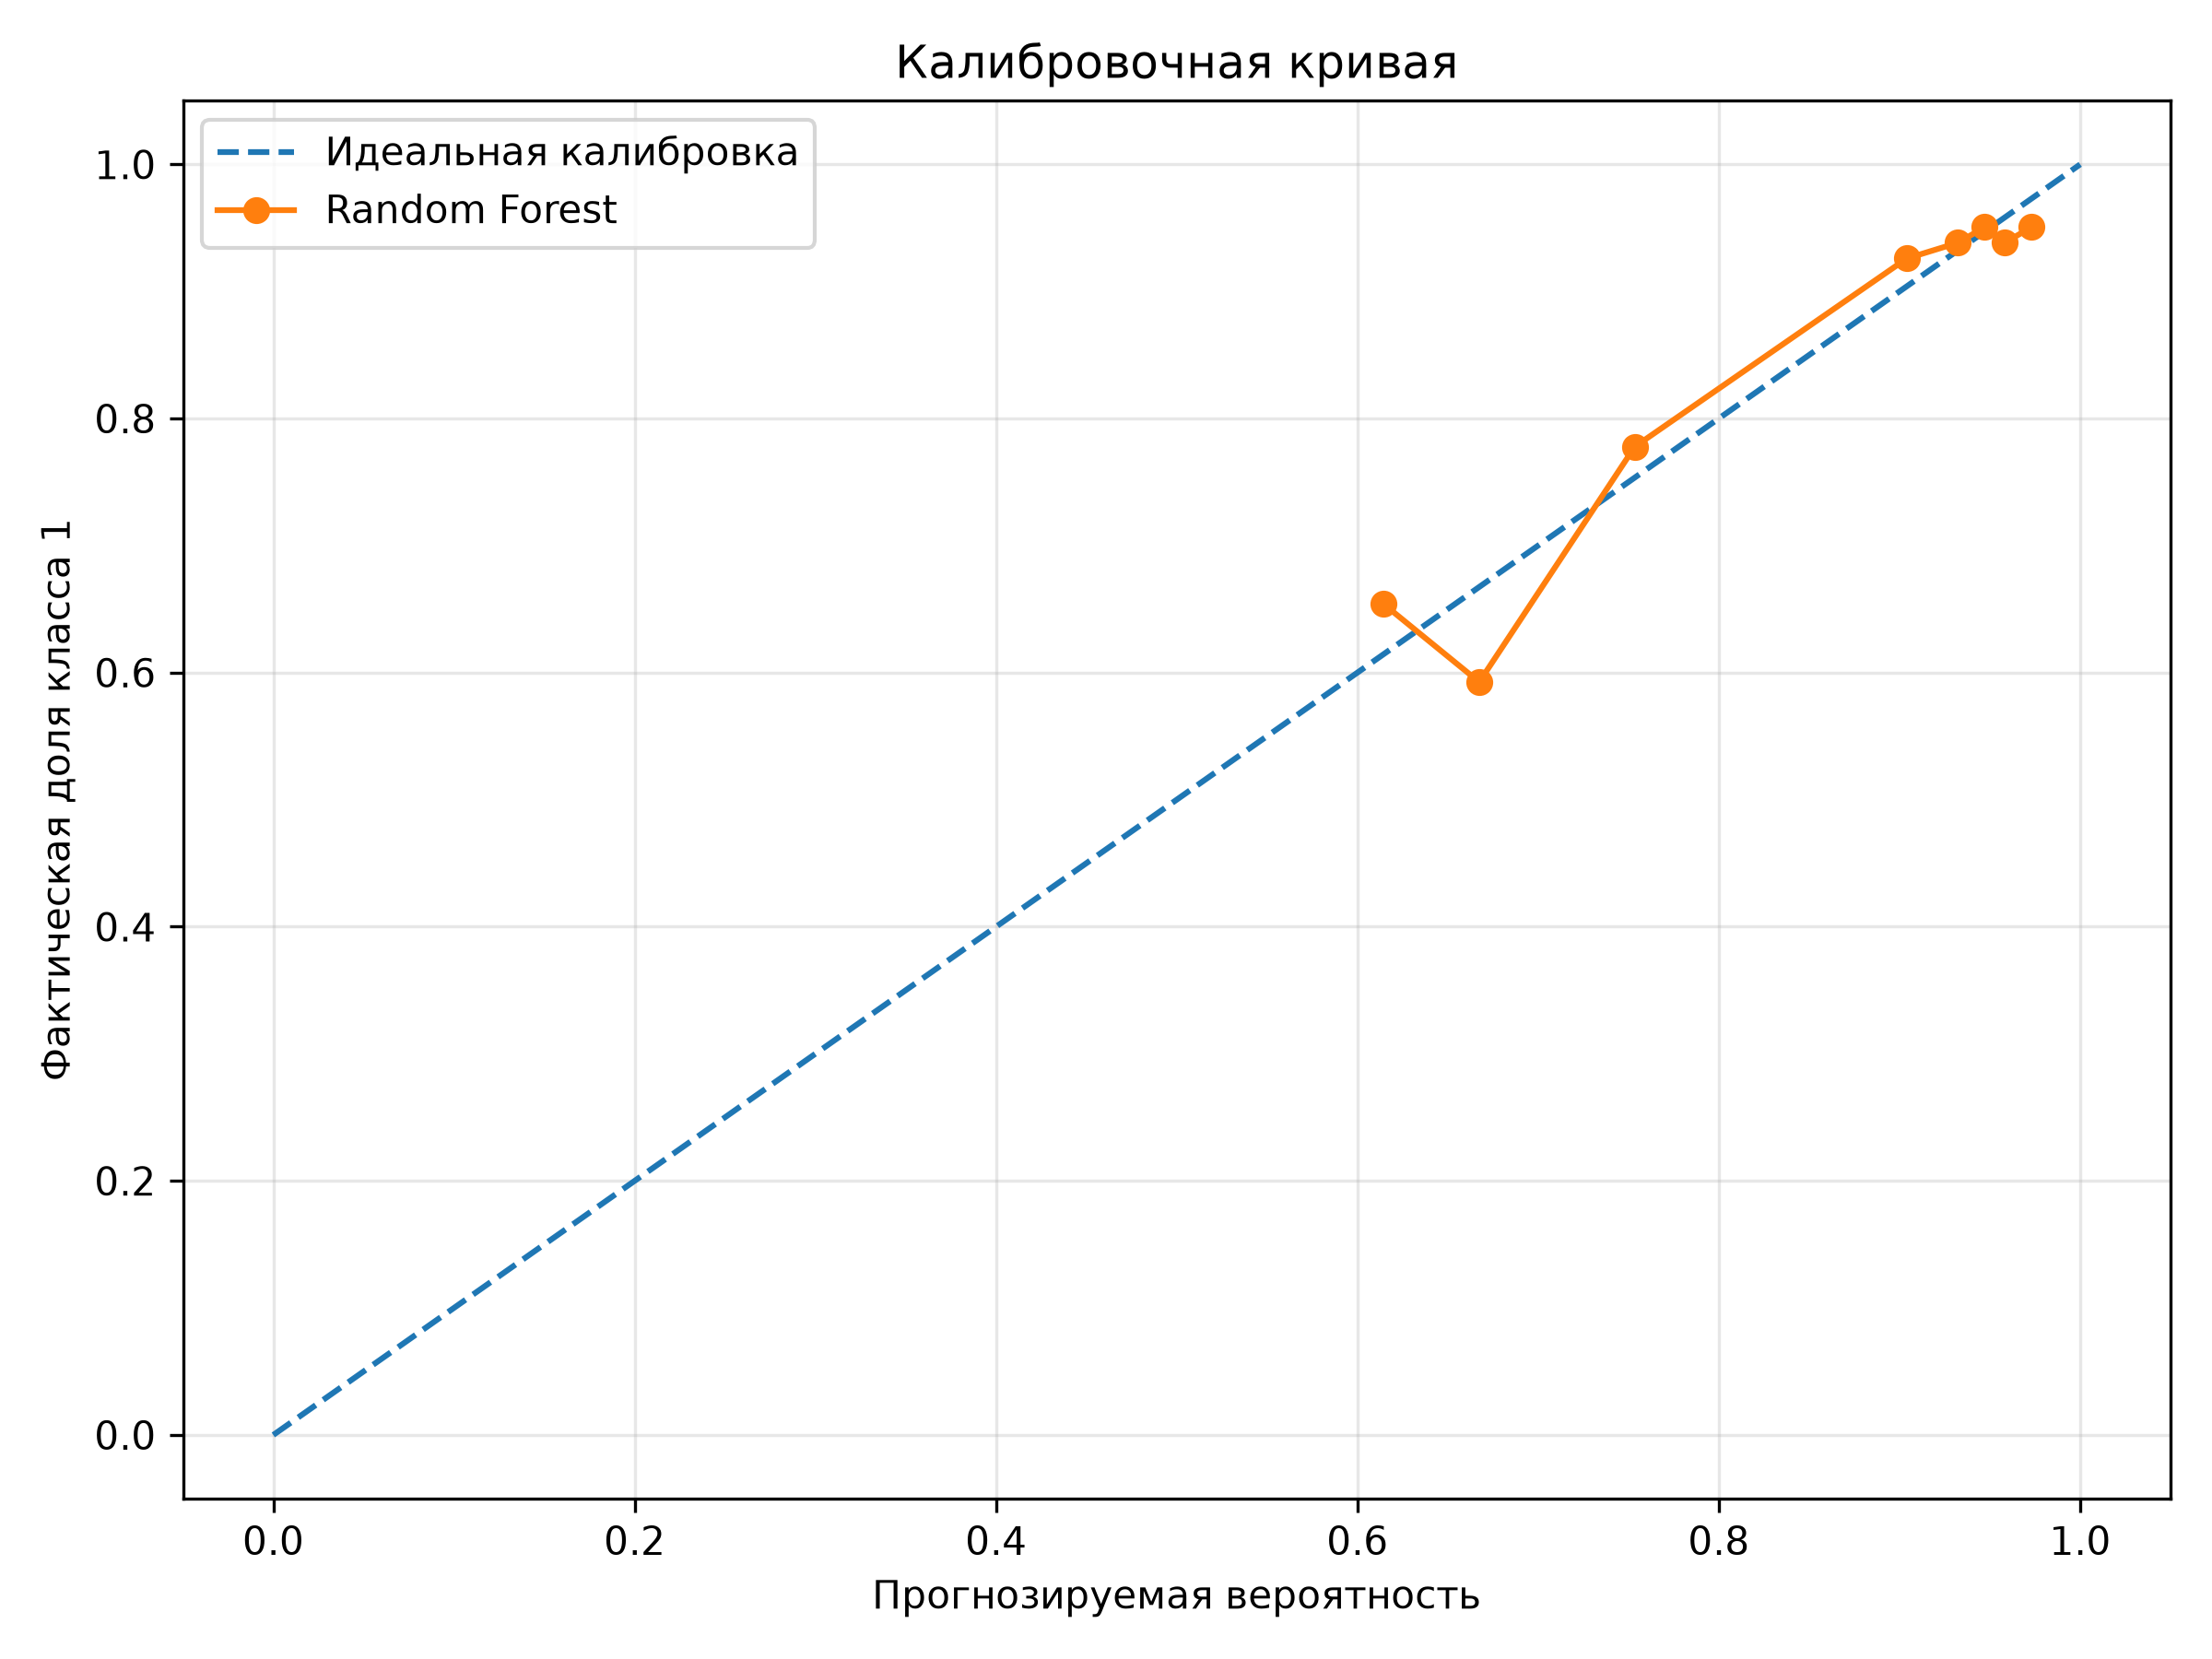 Калибровочная кривая
Идеальная калибровка
Random Forest
Фактическая доля класса 1
1.0
0.8
0.6
0.4
0.2
0.0
0.0
0.2
0.4
0.6
0.8
1.0
Прогнозируемая вероятность